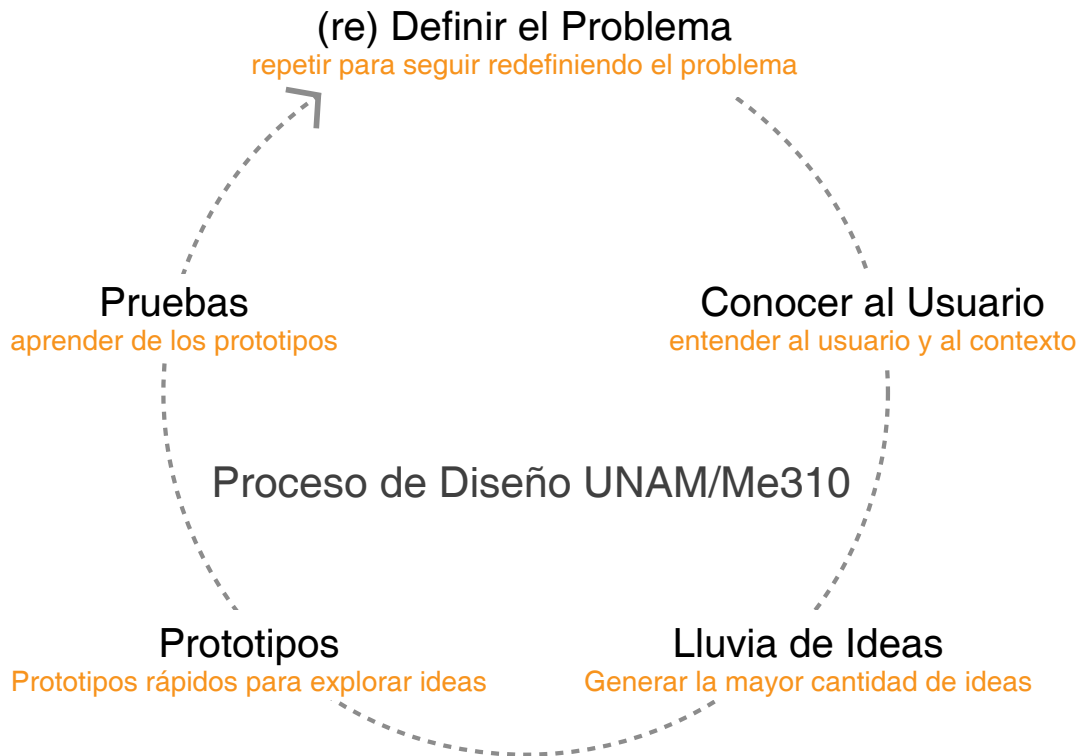 (re) Definir el Problema
repetir para seguir redefiniendo el problema
Pruebas
aprender de los prototipos
Conocer al Usuario
entender al usuario y al contexto
Proceso de Diseño UNAM/Me310
Prototipos
Prototipos rápidos para explorar ideas
Lluvia de Ideas
Generar la mayor cantidad de ideas